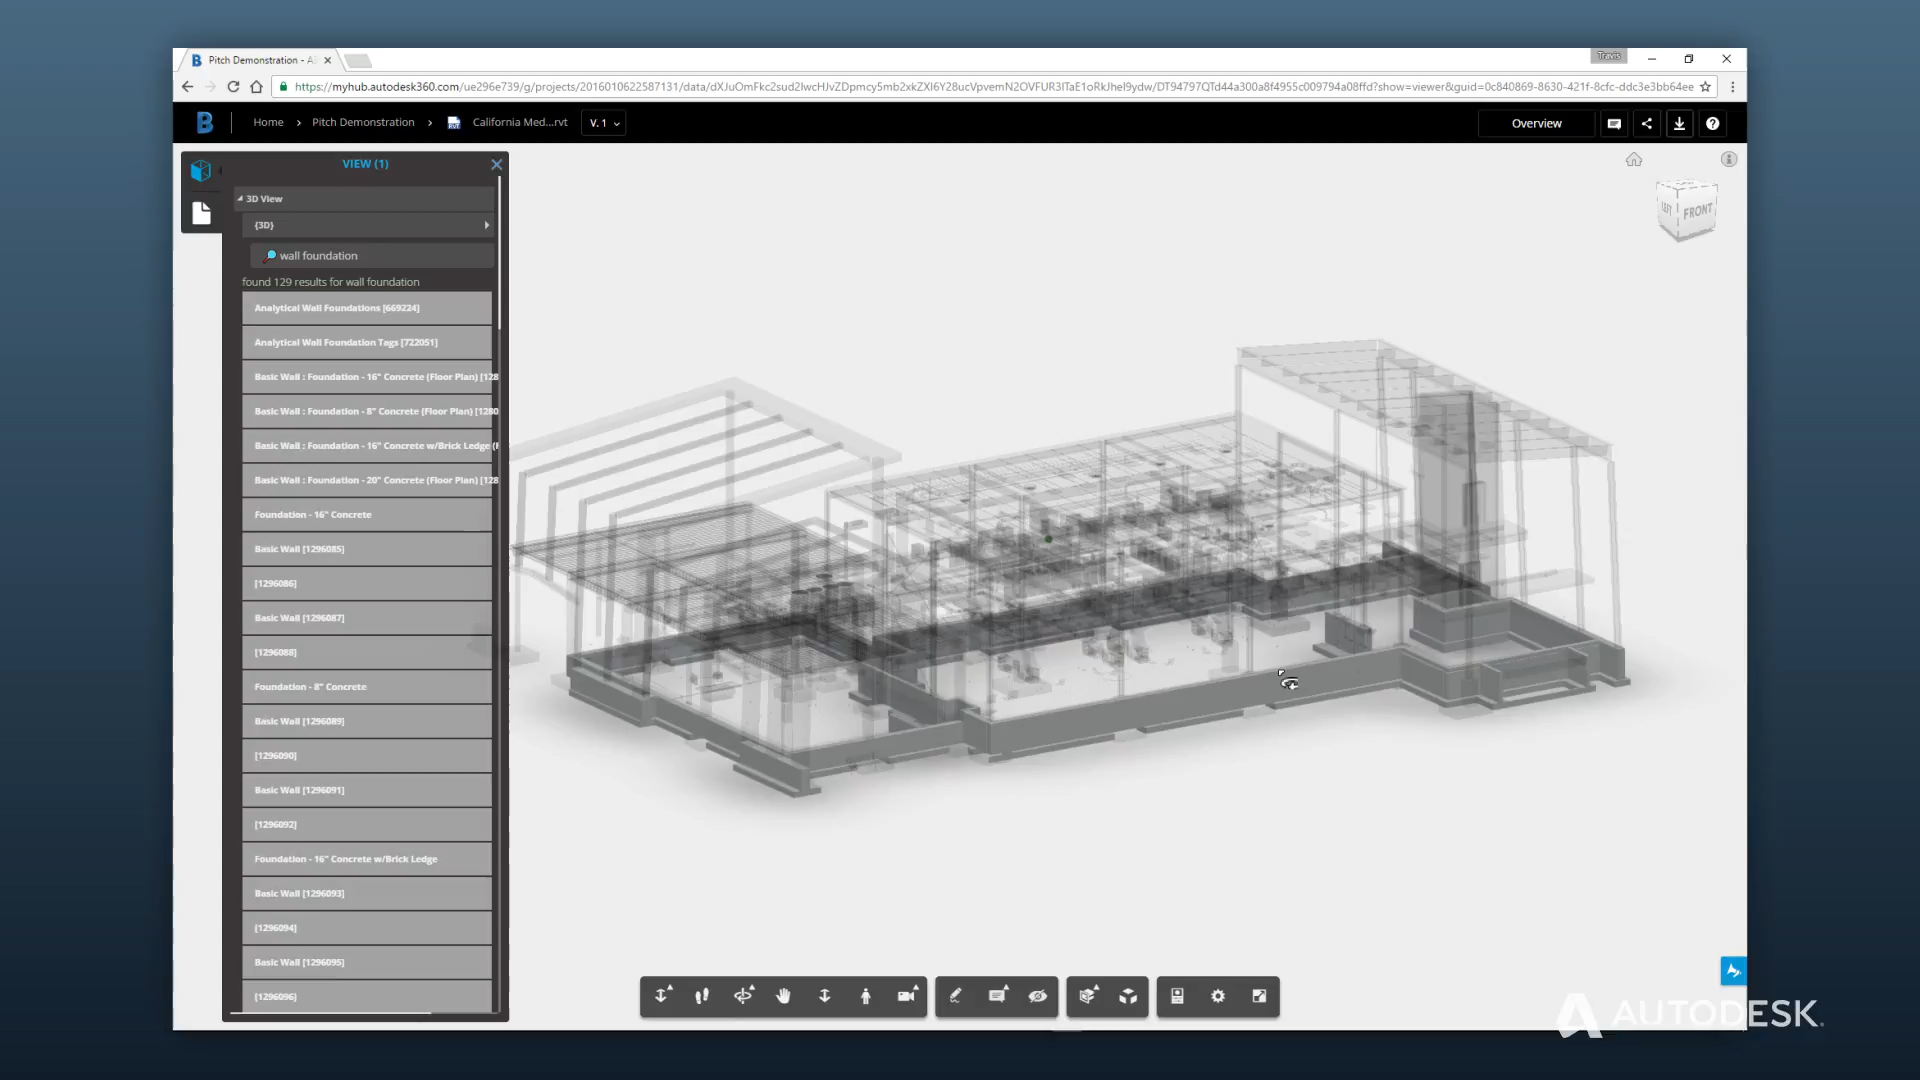 Pitch Demonstration - Al
Travis
https://myhub.autodesk360.com/ue296e739/g/projects/2016010622587131/data/dXJuOmFkc2sud2lwcHJvZDpmcy5mb2xkZXI6Y28ucVpvemN2OVFUR3lTaE1oRkJhel9ydw/DT94797QTd44a300a8f4955c009794a08ffd?show=viewer&guid=0c840869-8630-421f-8cfc-ddc3e3bb64ee
Home > Pitch Demonstration > California Med...rvt V. 1
Overview
VIEW (1)
3D View
{3D}
wall foundation
found 129 results for wall foundation
Analytical Wall Foundations [669224]
Analytical Wall Foundation Tags [722051]
Basic Wall : Foundation - 16" Concrete (Floor Plan) [128
Basic Wall : Foundation - 8" Concrete (Floor Plan) [1280
Basic Wall : Foundation - 16" Concrete w/Brick Ledge (F
Basic Wall : Foundation - 20" Concrete (Floor Plan) [128
Foundation - 16" Concrete
Basic Wall [1296085]
[1296086]
Basic Wall [1296087]
[1296088]
Foundation - 8" Concrete
Basic Wall [1296089]
[1296090]
Basic Wall [1296091]
[1296092]
Foundation - 16" Concrete w/Brick Ledge
Basic Wall [1296093]
[1296094]
Basic Wall [1296095]
[1296096]
LEFT FRONT
AUTODESK.